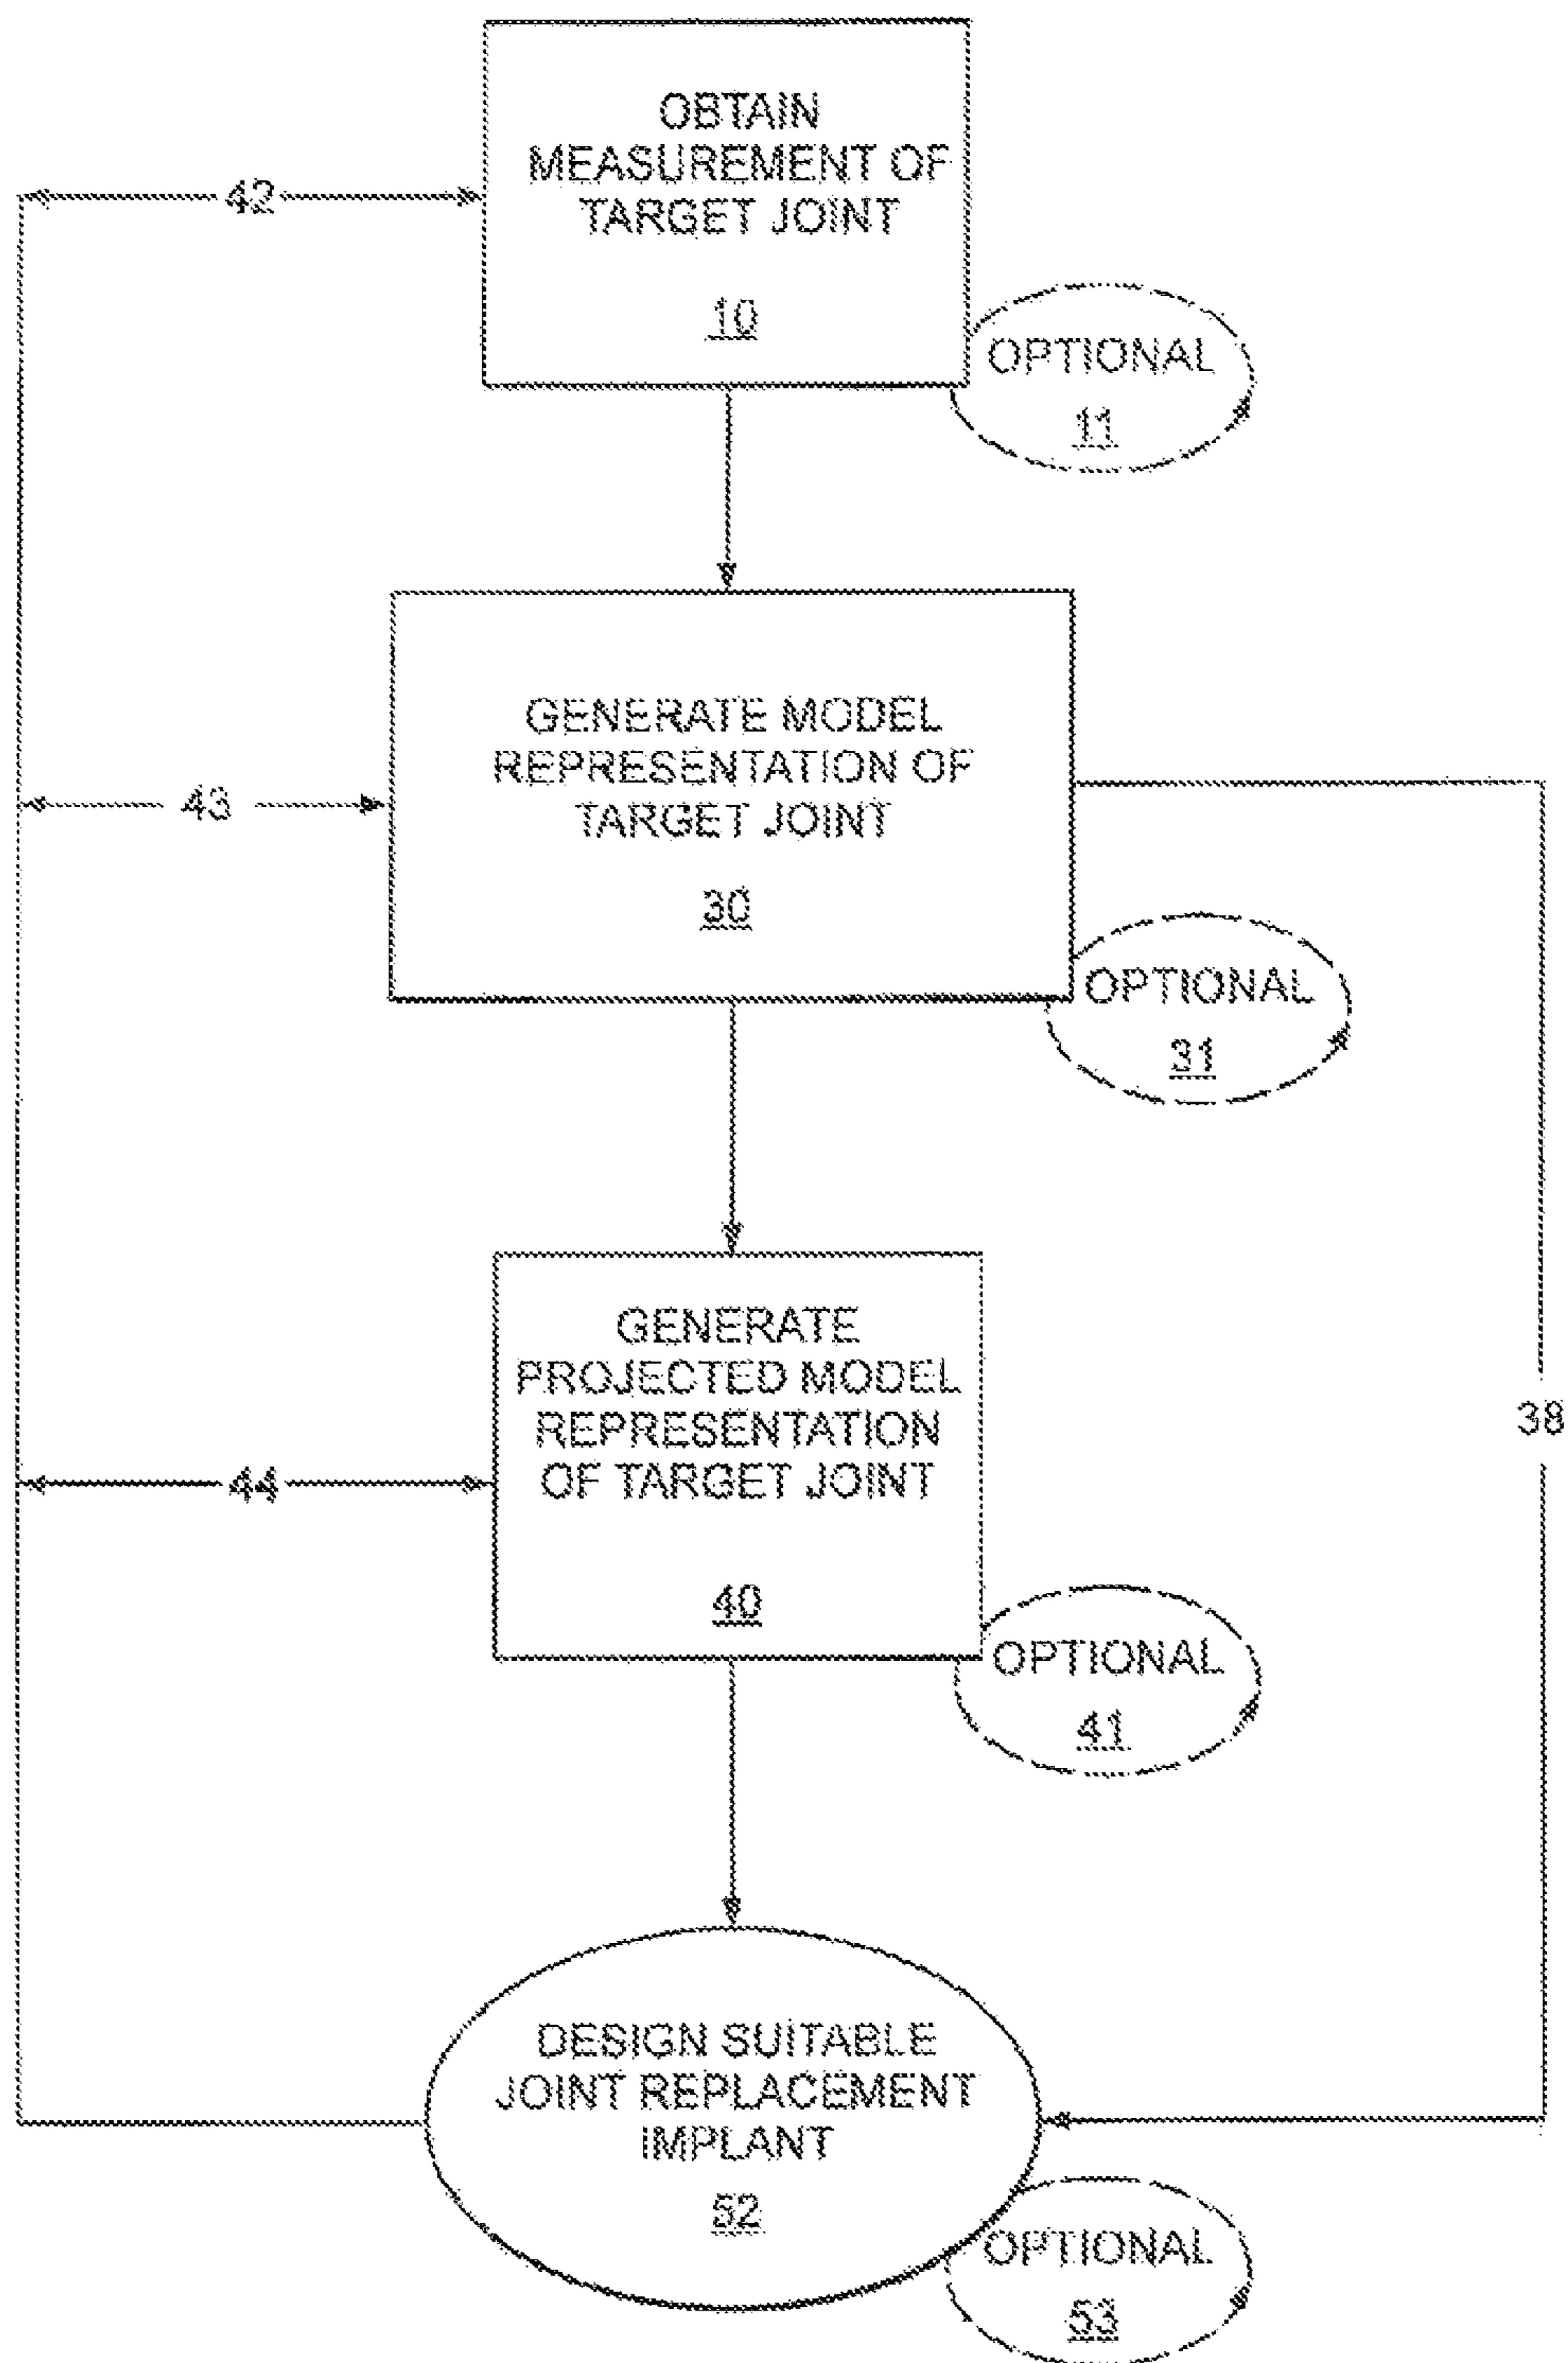 OBTAIN
MEASUREMENT OF
TARGET JOINT
10
42
OPTIONAL
11
GENERATE MODEL
REPRESENTATION OF
TARGET JOINT
30
43
OPTIONAL
31
GENERATE
PROJECTED MODEL
REPRESENTATION
OF TARGET JOINT
40
38
44
OPTIONAL
41
DESIGN SUITABLE
JOINT REPLACEMENT
IMPLANT
52
OPTIONAL
53